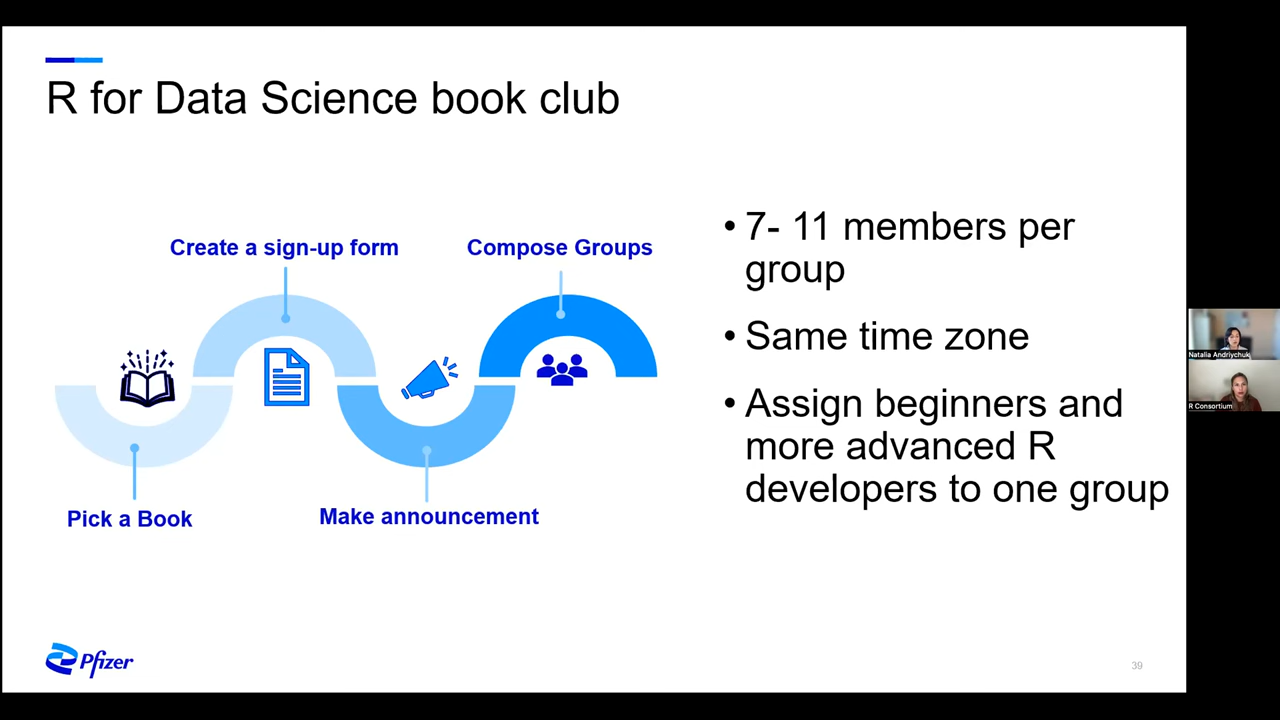 R for Data Science book club
Create a sign-up form
Compose Groups
Pick a Book
Make announcement
• 7- 11 members per
group
• Same time zone
• Assign beginners and
more advanced R
developers to one group
Natalia Andriychuk
R Consortium
Pfizer
39